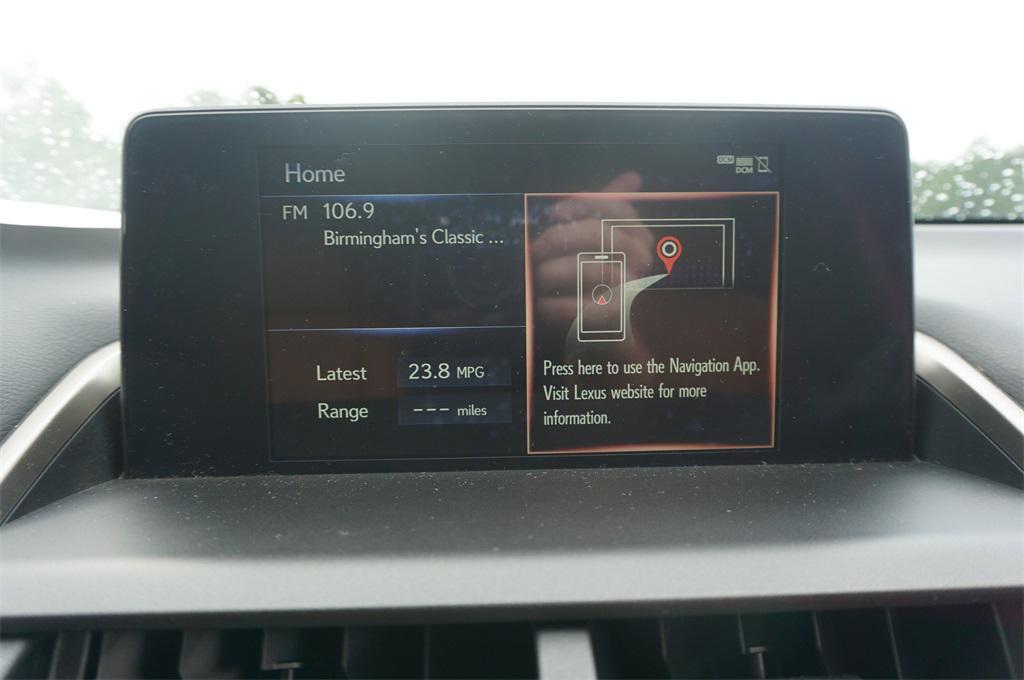 Home
DCM
DCM
FM 106.9
Birmingham's Classic ...
Latest 23.8 MPG
Range --- miles
Press here to use the Navigation App.
Visit Lexus website for more
information.